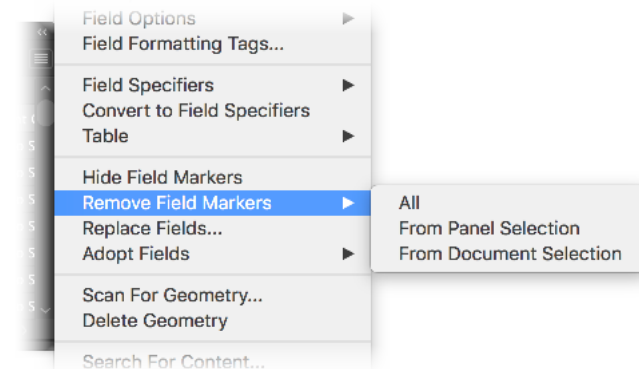 Field Options
Field Formatting Tags...
Field Specifiers
Convert to Field Specifiers
Table
Hide Field Markers
Remove Field Markers
Replace Fields...
Adopt Fields
Scan For Geometry...
Delete Geometry
Search For Content...
All
From Panel Selection
From Document Selection